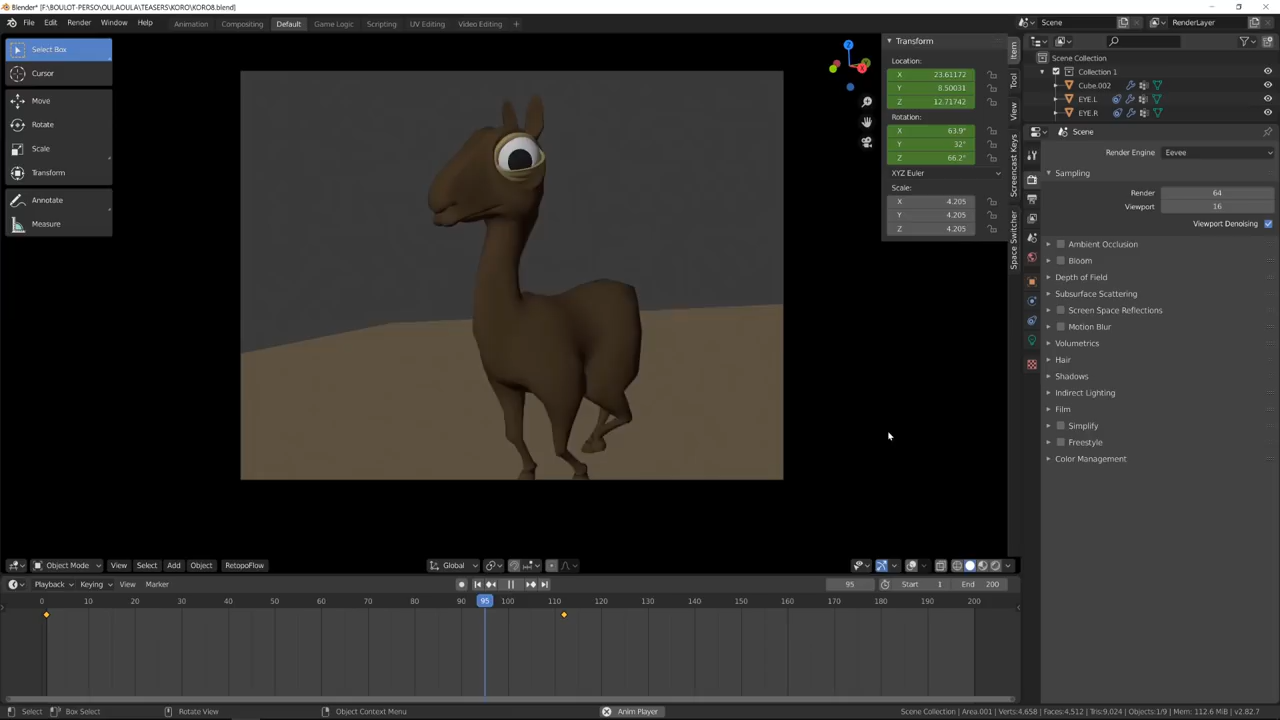 Blender* [F:\BOULOT-PERSO\OULAOULA\TEASERS\KORO\KORO8.blend]
File Edit Render Window Help Animation Compositing Default Game Logic Scripting UV Editing Video Editing + Scene RenderLayer
Select Box
Cursor
Move
Rotate
Scale
Transform
Annotate
Measure
Transform
Location:
X 23.61172
Y 8.50031
Z 12.71742
Rotation:
X 63.9°
Y 32°
Z 66.2°
XYZ Euler
Scale:
X 4.205
Y 4.205
Z 4.205
Item
Tool
View
Screencast Keys
Space Switcher
Scene Collection
Collection 1
Cube.002
EYE.L
EYE.R
Scene
Render Engine Eevee
Sampling
Render 64
Viewport 16
Viewport Denoising
Ambient Occlusion
Bloom
Depth of Field
Subsurface Scattering
Screen Space Reflections
Motion Blur
Volumetrics
Hair
Shadows
Indirect Lighting
Film
Simplify
Freestyle
Color Management
Object Mode View Select Add Object RetopoFlow Global
Playback Keying View Marker 95 Start 1 End 200
0 10 20 30 40 50 60 70 80 90 95 100 110 120 130 140 150 160 170 180 190 200
Select Box Select Rotate View Object Context Menu Anim Player Scene Collection | Area.001 | Verts:4,658 | Faces:4,512 | Tris:9,024 | Objects:1/9 | Mem: 112.6 MiB | v2.82.7